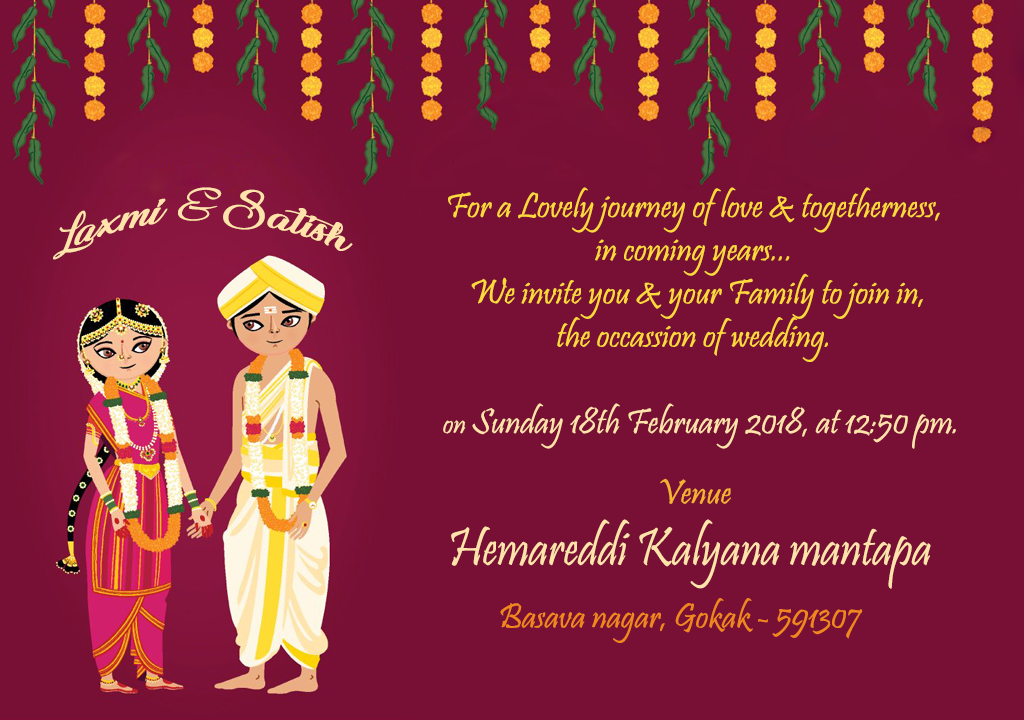 Laxmi & Satish
For a Lovely journey of love & togetherness,
in coming years...
We invite you & your Family to join in,
the occassion of wedding.
on Sunday 18th February 2018, at 12:50 pm.
Venue
Hemareddi Kalyana mantapa
Basava nagar, Gokak - 591307